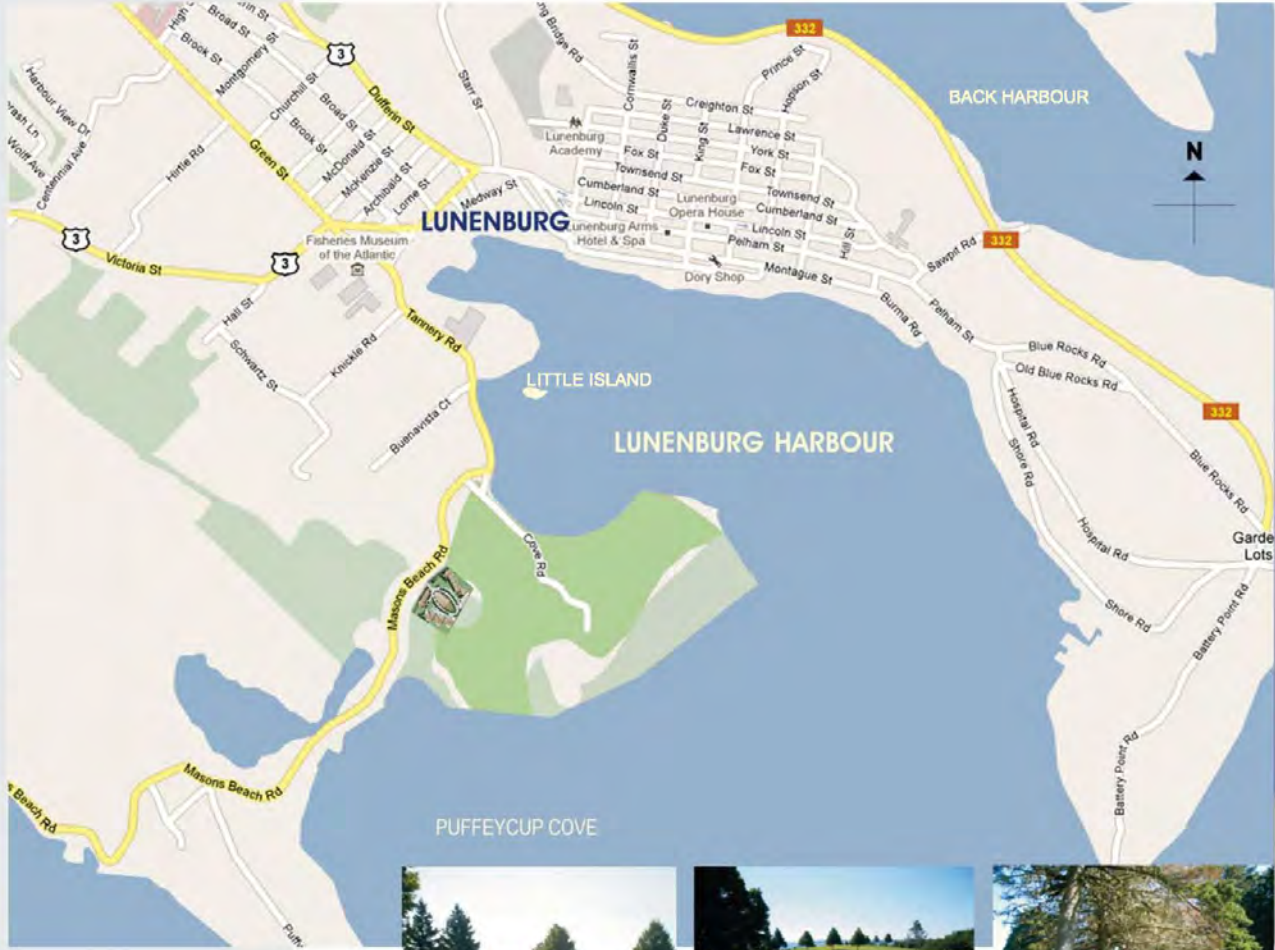 High
Broad St
Brook St
Montgomery St
3
332
BACK HARBOUR
N
Starr St
Cornwallis St
Duke St
King St
Prince St
Hopson St
Creighton St
Lawrence St
York St
Fox St
Fox St
Townsend St
Townsend St
Cumberland St
Cumberland St
Lincoln St
Lincoln St
Pelham St
Montague St
Hill St
Lunenburg
Academy
Lunenburg
Opera House
Lunenburg Arms
Hotel & Spa
Dory Shop
Harbour View Dr
Wolff Ave
Centennial Ave
Hirtle Rd
Churchill St
Broad St
Brook St
Dufferin St
Green St
McDonald St
McKenzie St
Archibald St
Lorne St
Medway St
LUNENBURG
Fisheries Museum
of the Atlantic
3
Victoria St
3
Hall St
Schwartz St
Knickle Rd
Tannery Rd
Buenavista Ct
LITTLE ISLAND
LUNENBURG HARBOUR
Sawpit Rd
332
Burma Rd
Pelham St
Blue Rocks Rd
Old Blue Rocks Rd
332
Hospital Rd
Shore Rd
Blue Rocks Rd
Garde
Lots
Hospital Rd
Shore Rd
Battery Point Rd
Battery Point Rd
Cove Rd
Masons Beach Rd
Masons Beach Rd
s Beach Rd
PUFFEYCUP COVE